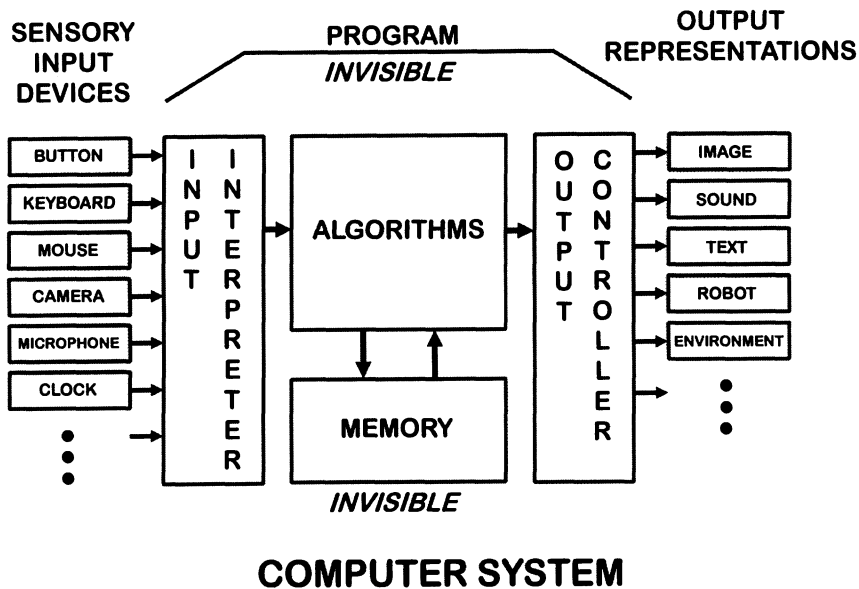 SENSORY
INPUT
DEVICES
PROGRAM
INVISIBLE
OUTPUT
REPRESENTATIONS
BUTTON
KEYBOARD
MOUSE
CAMERA
MICROPHONE
CLOCK
INPUT
INTERPRETER
ALGORITHMS
MEMORY
INVISIBLE
OUTPUT
CONTROLLER
IMAGE
SOUND
TEXT
ROBOT
ENVIRONMENT
COMPUTER SYSTEM